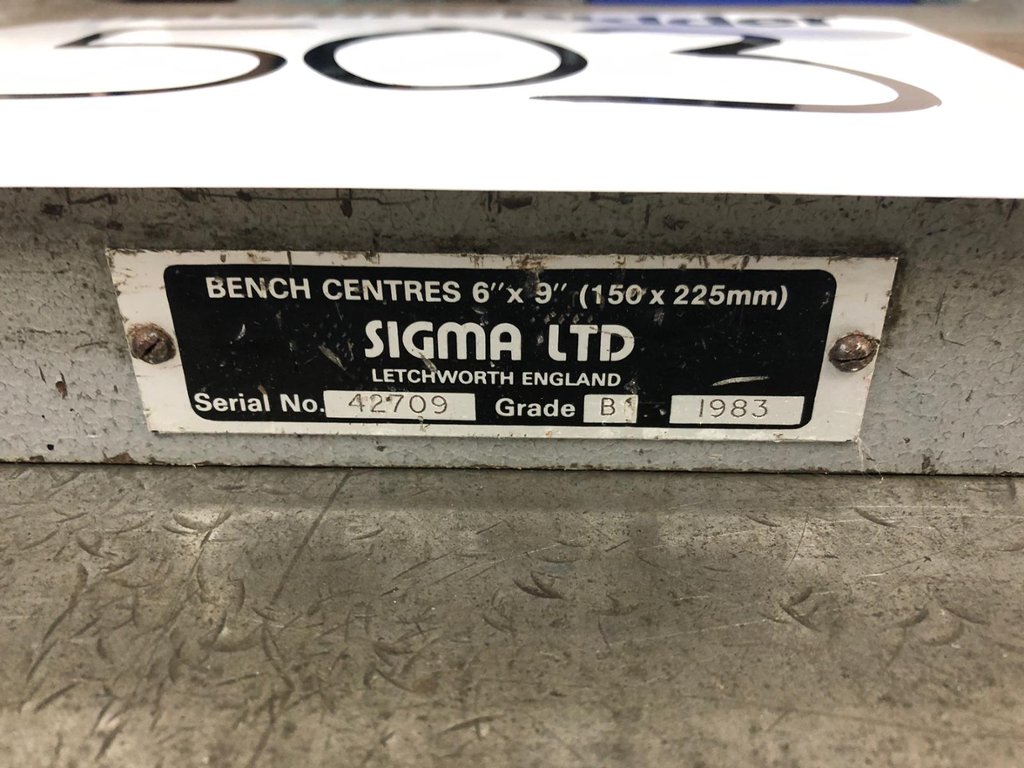 503
BENCH CENTRES 6" x 9" (150 x 225mm)
SIGMA LTD
LETCHWORTH ENGLAND
Serial No. 42709 Grade B 1983